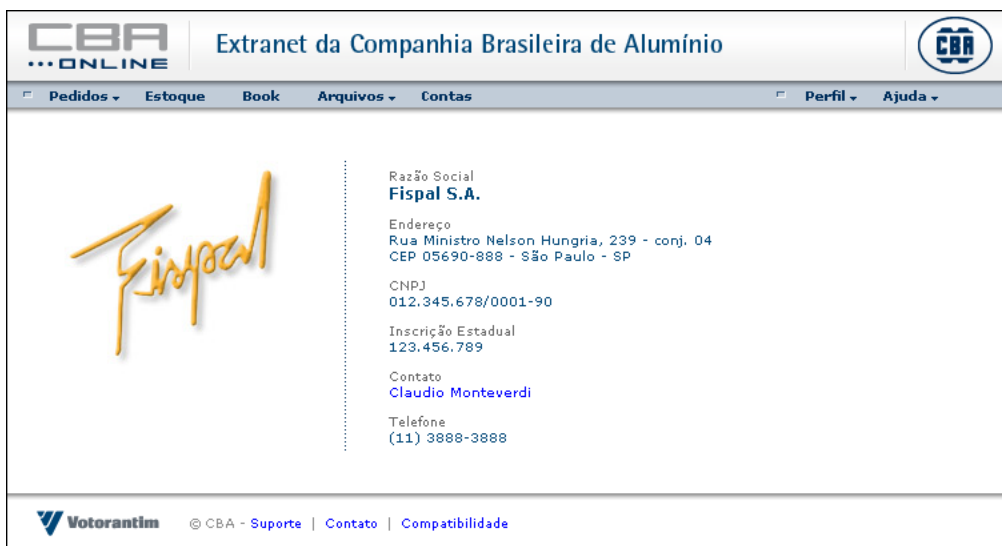 CBA
...ONLINE
Extranet da Companhia Brasileira de Alumínio
CBA
Pedidos Estoque Book Arquivos Contas Perfil Ajuda
Fispal
Razão Social
Fispal S.A.
Endereço
Rua Ministro Nelson Hungria, 239 - conj. 04
CEP 05690-888 - São Paulo - SP
CNPJ
012.345.678/0001-90
Inscrição Estadual
123.456.789
Contato
Claudio Monteverdi
Telefone
(11) 3888-3888
Votorantim © CBA - Suporte | Contato | Compatibilidade